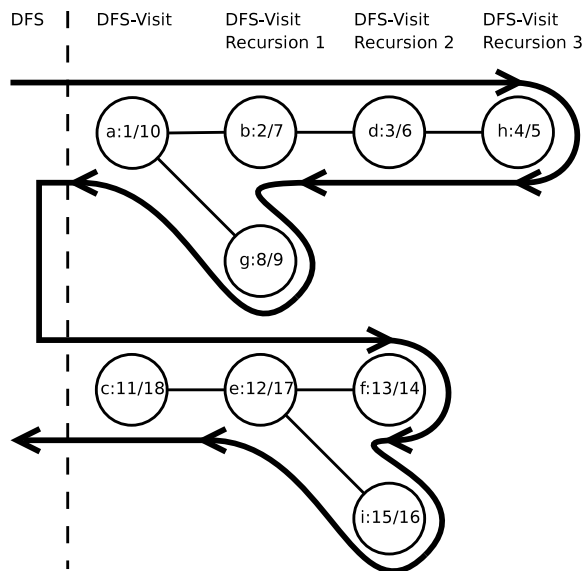 DFS
DFS-Visit
DFS-Visit
Recursion 1
DFS-Visit
Recursion 2
DFS-Visit
Recursion 3
a:1/10
b:2/7
d:3/6
h:4/5
g:8/9
c:11/18
e:12/17
f:13/14
i:15/16